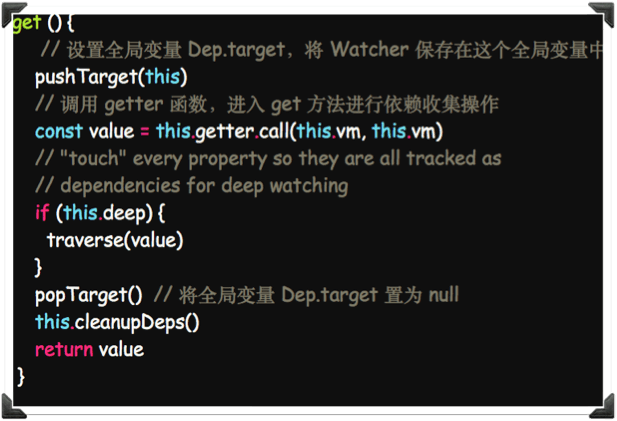 get () {
// 设置全局变量 Dep.target，将 Watcher 保存在这个全局变量中
pushTarget(this)
// 调用 getter 函数，进入 get 方法进行依赖收集操作
const value = this.getter.call(this.vm, this.vm)
// "touch" every property so they are all tracked as
// dependencies for deep watching
if (this.deep) {
traverse(value)
}
popTarget() // 将全局变量 Dep.target 置为 null
this.cleanupDeps()
return value
}